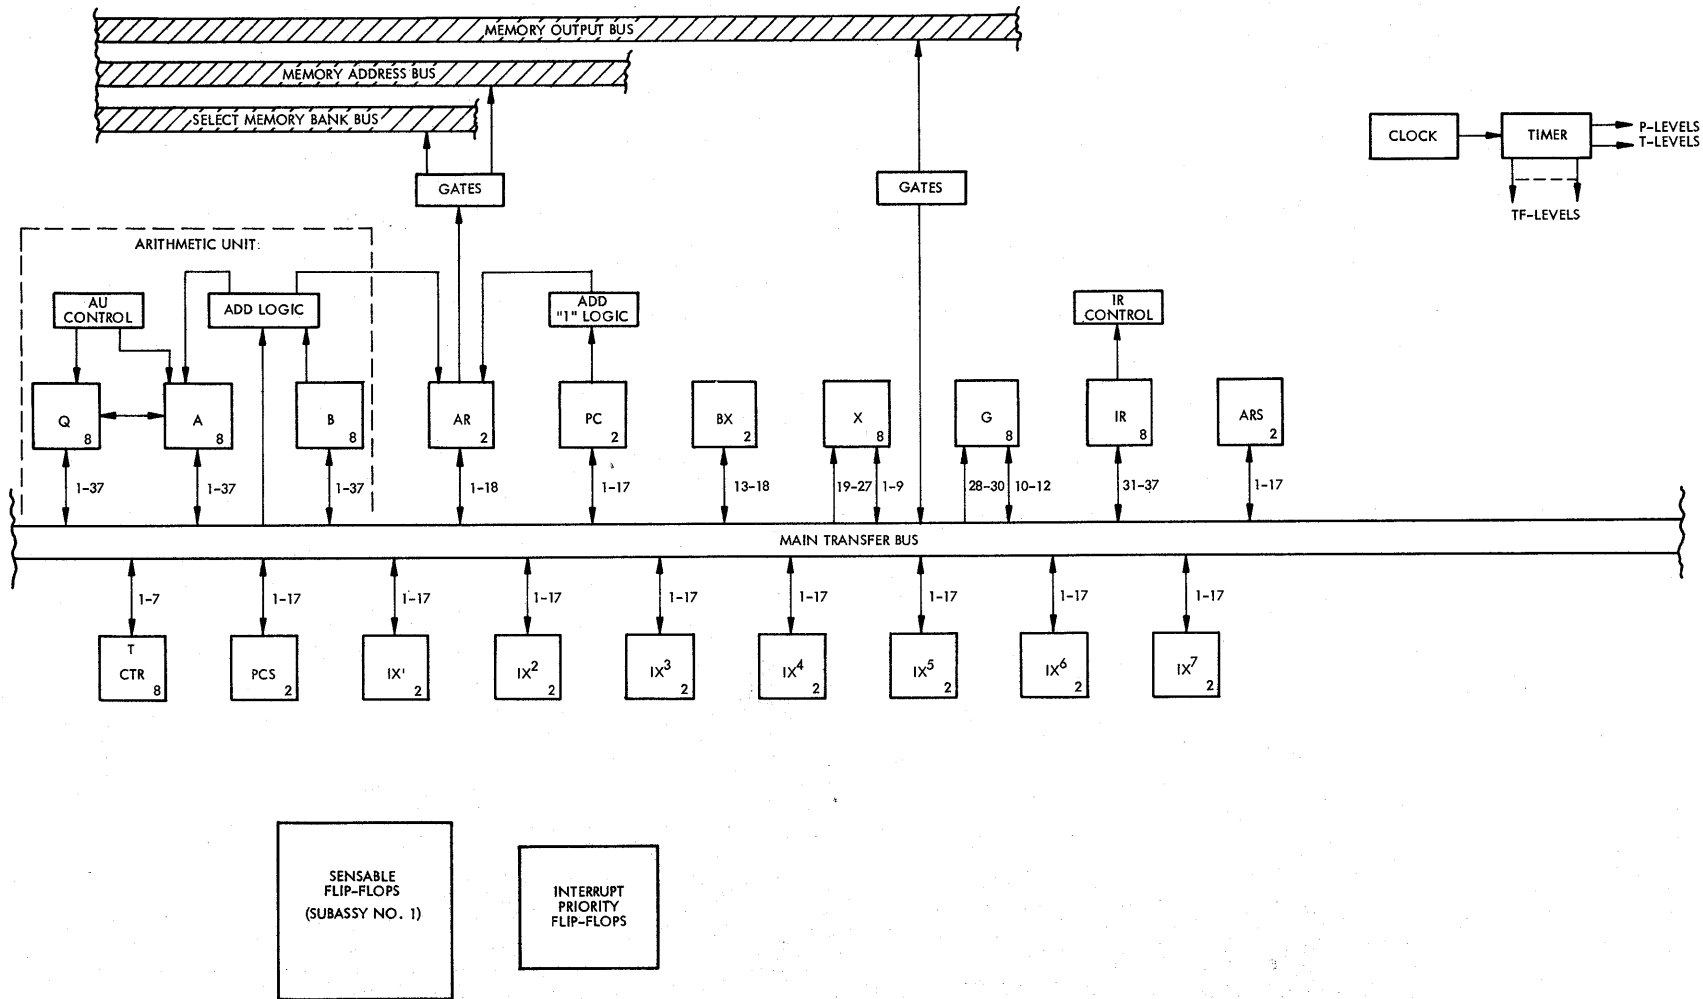 MEMORY OUTPUT BUS
MEMORY ADDRESS BUS
SELECT MEMORY BANK BUS
CLOCK
TIMER
P-LEVELS
T-LEVELS
TF-LEVELS
GATES
GATES
ARITHMETIC UNIT:
AU
CONTROL
ADD LOGIC
ADD
"1" LOGIC
IR
CONTROL
Q
8
A
8
B
8
AR
2
PC
2
BX
2
X
8
G
8
IR
8
ARS
2
1-37
1-37
1-37
1-18
1-17
13-18
19-27
1-9
28-30
10-12
31-37
1-17
MAIN TRANSFER BUS
1-7
1-17
1-17
1-17
1-17
1-17
1-17
1-17
1-17
T
CTR
8
PCS
2
IX'
2
IX2
2
IX3
2
IX4
2
IX5
2
IX6
2
IX7
2
SENSABLE
FLIP-FLOPS
(SUBASSY NO. 1)
INTERRUPT
PRIORITY
FLIP-FLOPS